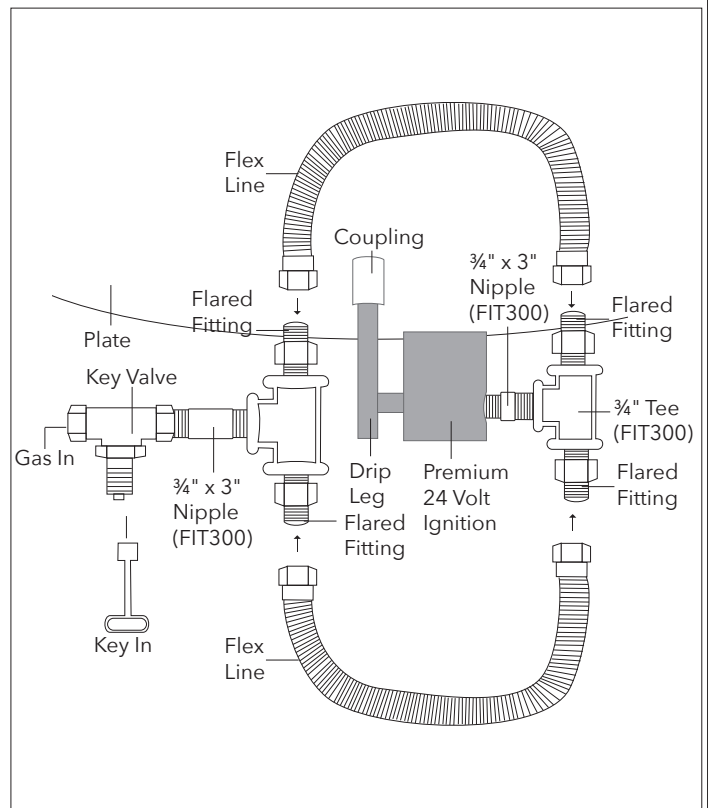 Flex
Line
Coupling
¾" x 3"
Nipple
(FIT300)
Flared
Fitting
Flared
Fitting
Plate
Key Valve
¾" Tee
(FIT300)
Gas In
¾" x 3"
Nipple
(FIT300)
Drip
Leg
Premium
24 Volt
Ignition
Flared
Fitting
Flared
Fitting
Key In
Flex
Line